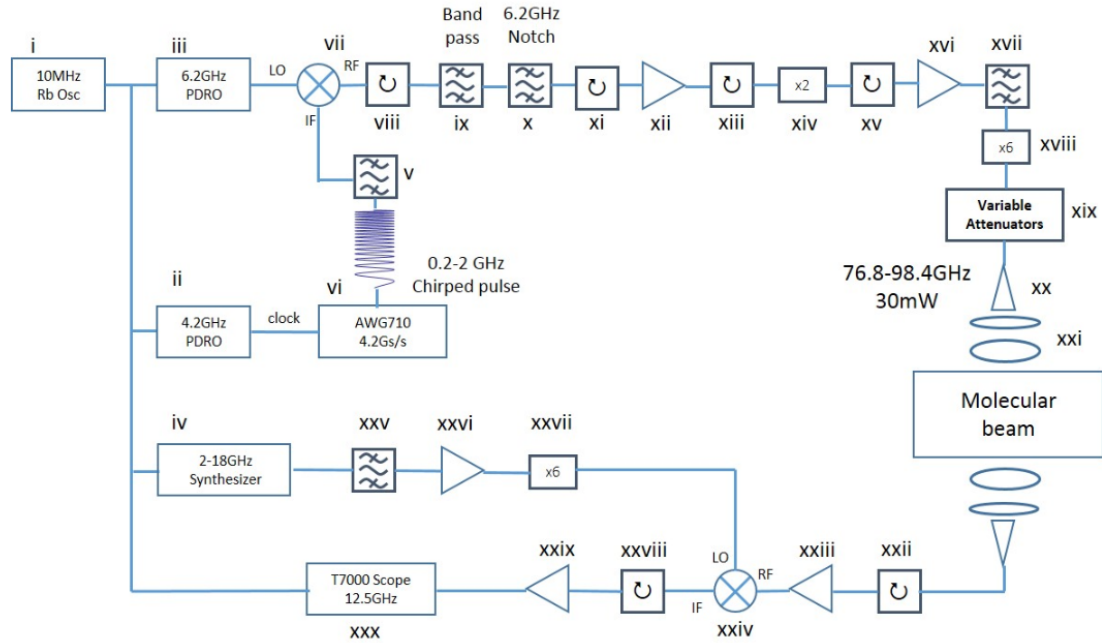 Band
pass
6.2GHz
Notch
i
iii
vii
xvi
xvii
10MHz
Rb Osc
6.2GHz
PDRO
LO
RF
IF
↻
↻
↻
x2
↻
viii
ix
x
xi
xii
xiii
xiv
xv
x6
xviii
v
Variable
Attenuators
xix
0.2-2 GHz
Chirped pulse
76.8-98.4GHz
30mW
xx
ii
vi
4.2GHz
PDRO
clock
AWG710
4.2Gs/s
xxi
Molecular
beam
iv
xxv
xxvi
xxvii
2-18GHz
Synthesizer
x6
xxix
xxviii
xxiii
xxii
LO
RF
IF
↻
↻
T7000 Scope
12.5GHz
xxiv
xxx